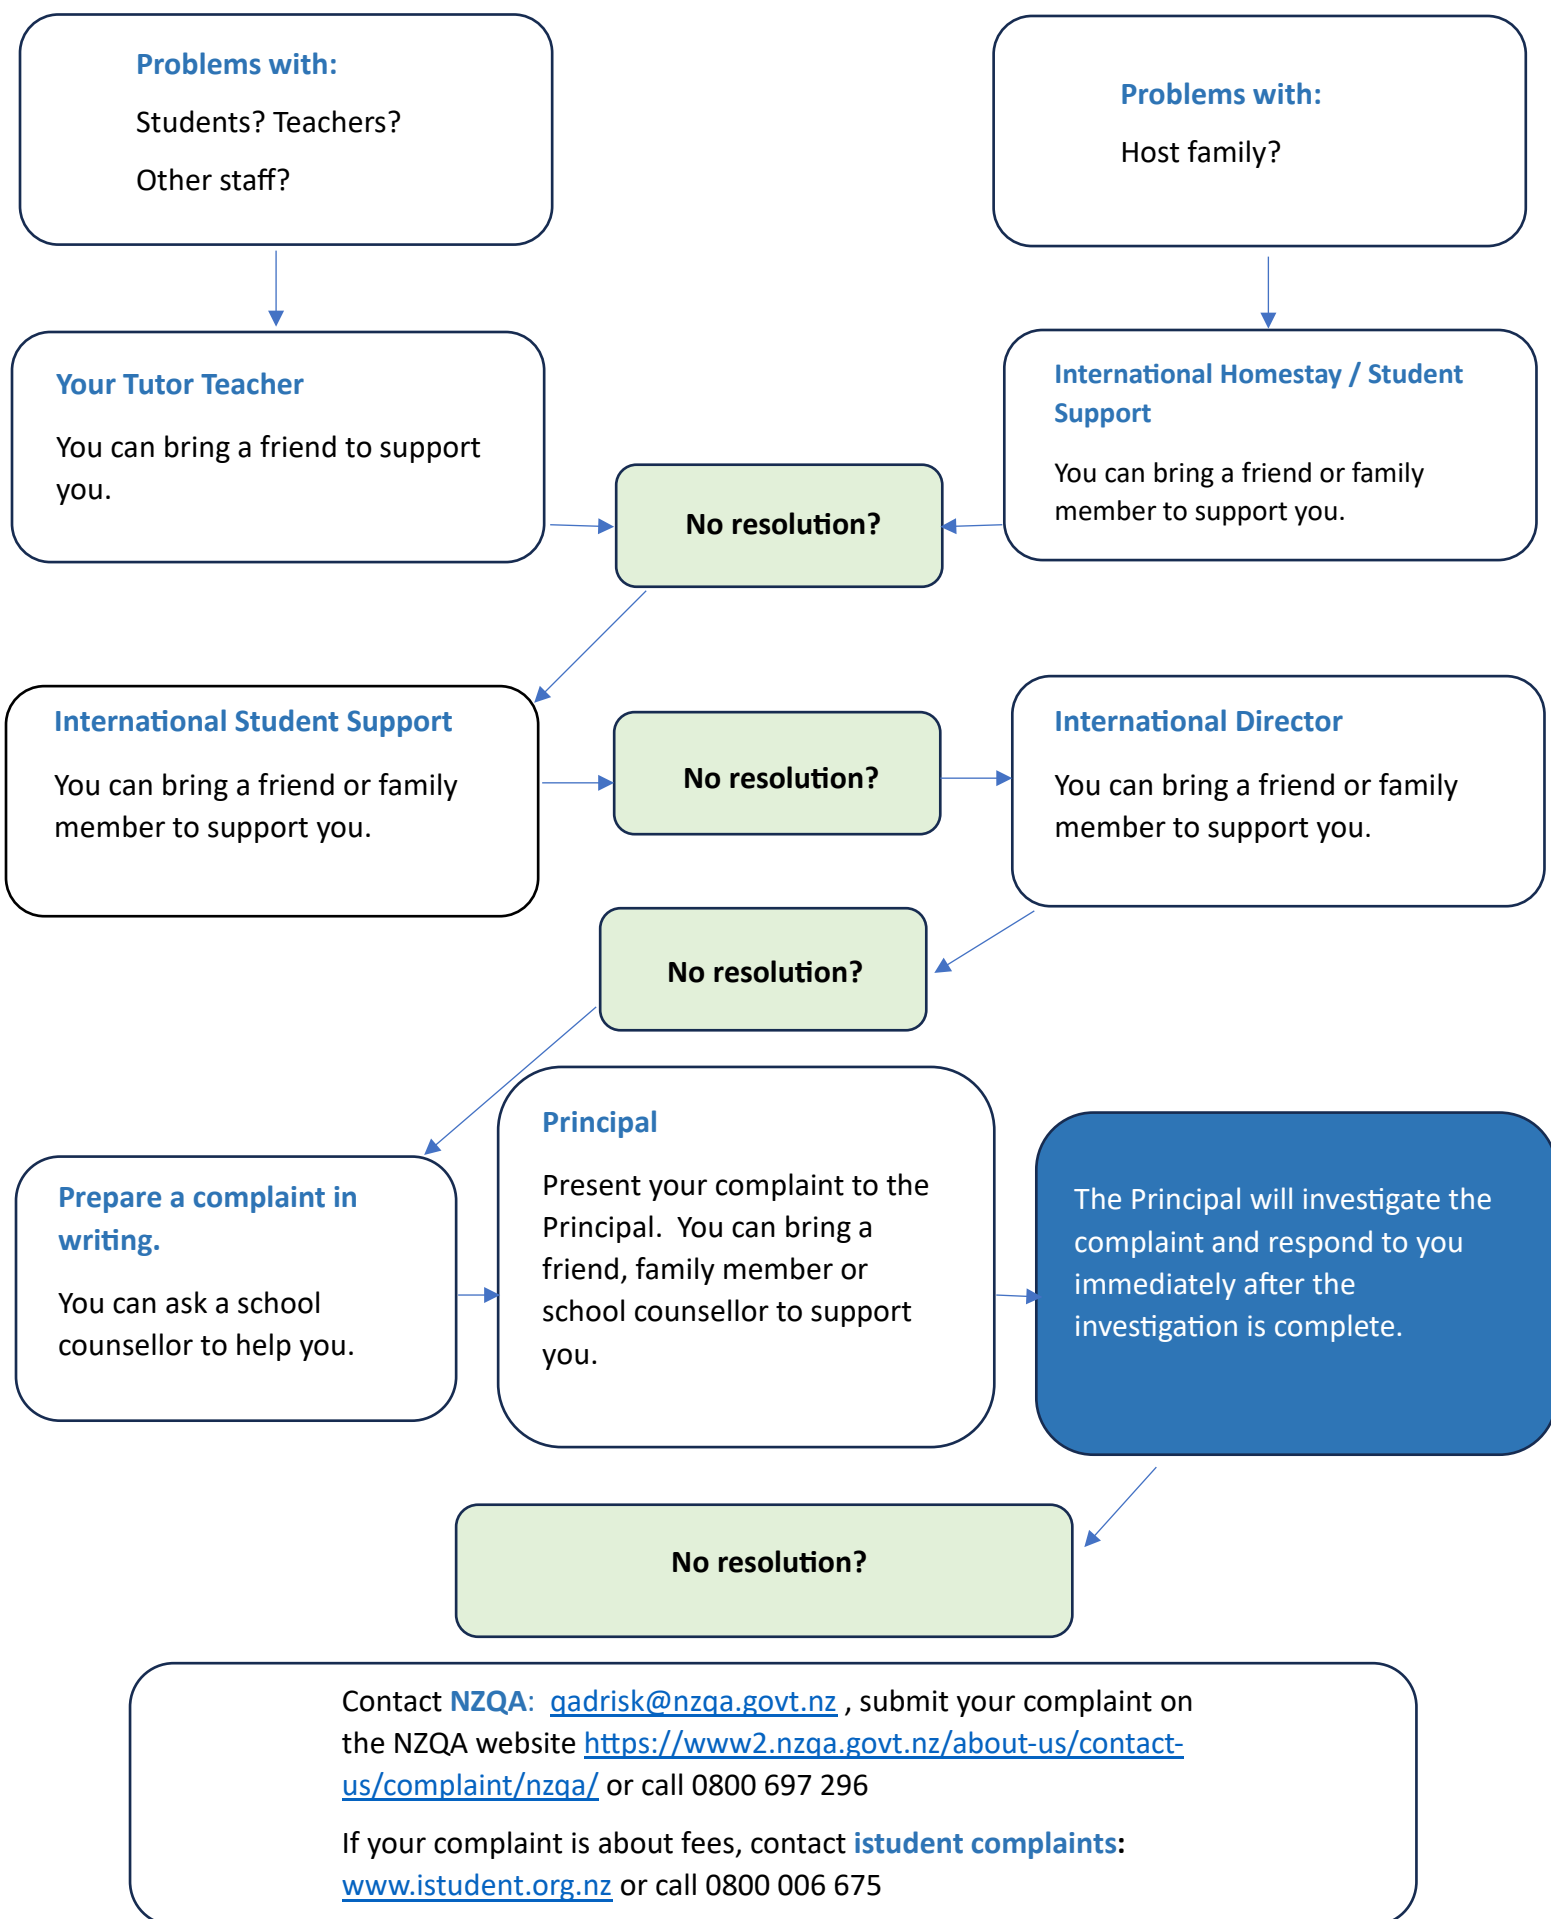 Problems with:
Students? Teachers?
Other staff?
Problems with:
Host family?
Your Tutor Teacher
You can bring a friend to support
you.
International Homestay / Student
Support
You can bring a friend or family
member to support you.
No resolution?
International Student Support
You can bring a friend or family
member to support you.
No resolution?
International Director
You can bring a friend or family
member to support you.
No resolution?
Prepare a complaint in
writing.
You can ask a school
counsellor to help you.
Principal
Present your complaint to the
Principal.  You can bring a
friend, family member or
school counsellor to support
you.
The Principal will investigate the
complaint and respond to you
immediately after the
investigation is complete.
No resolution?
Contact NZQA:  qadrisk@nzqa.govt.nz , submit your complaint on
the NZQA website https://www2.nzqa.govt.nz/about-us/contact-
us/complaint/nzqa/ or call 0800 697 296
If your complaint is about fees, contact istudent complaints:
www.istudent.org.nz or call 0800 006 675